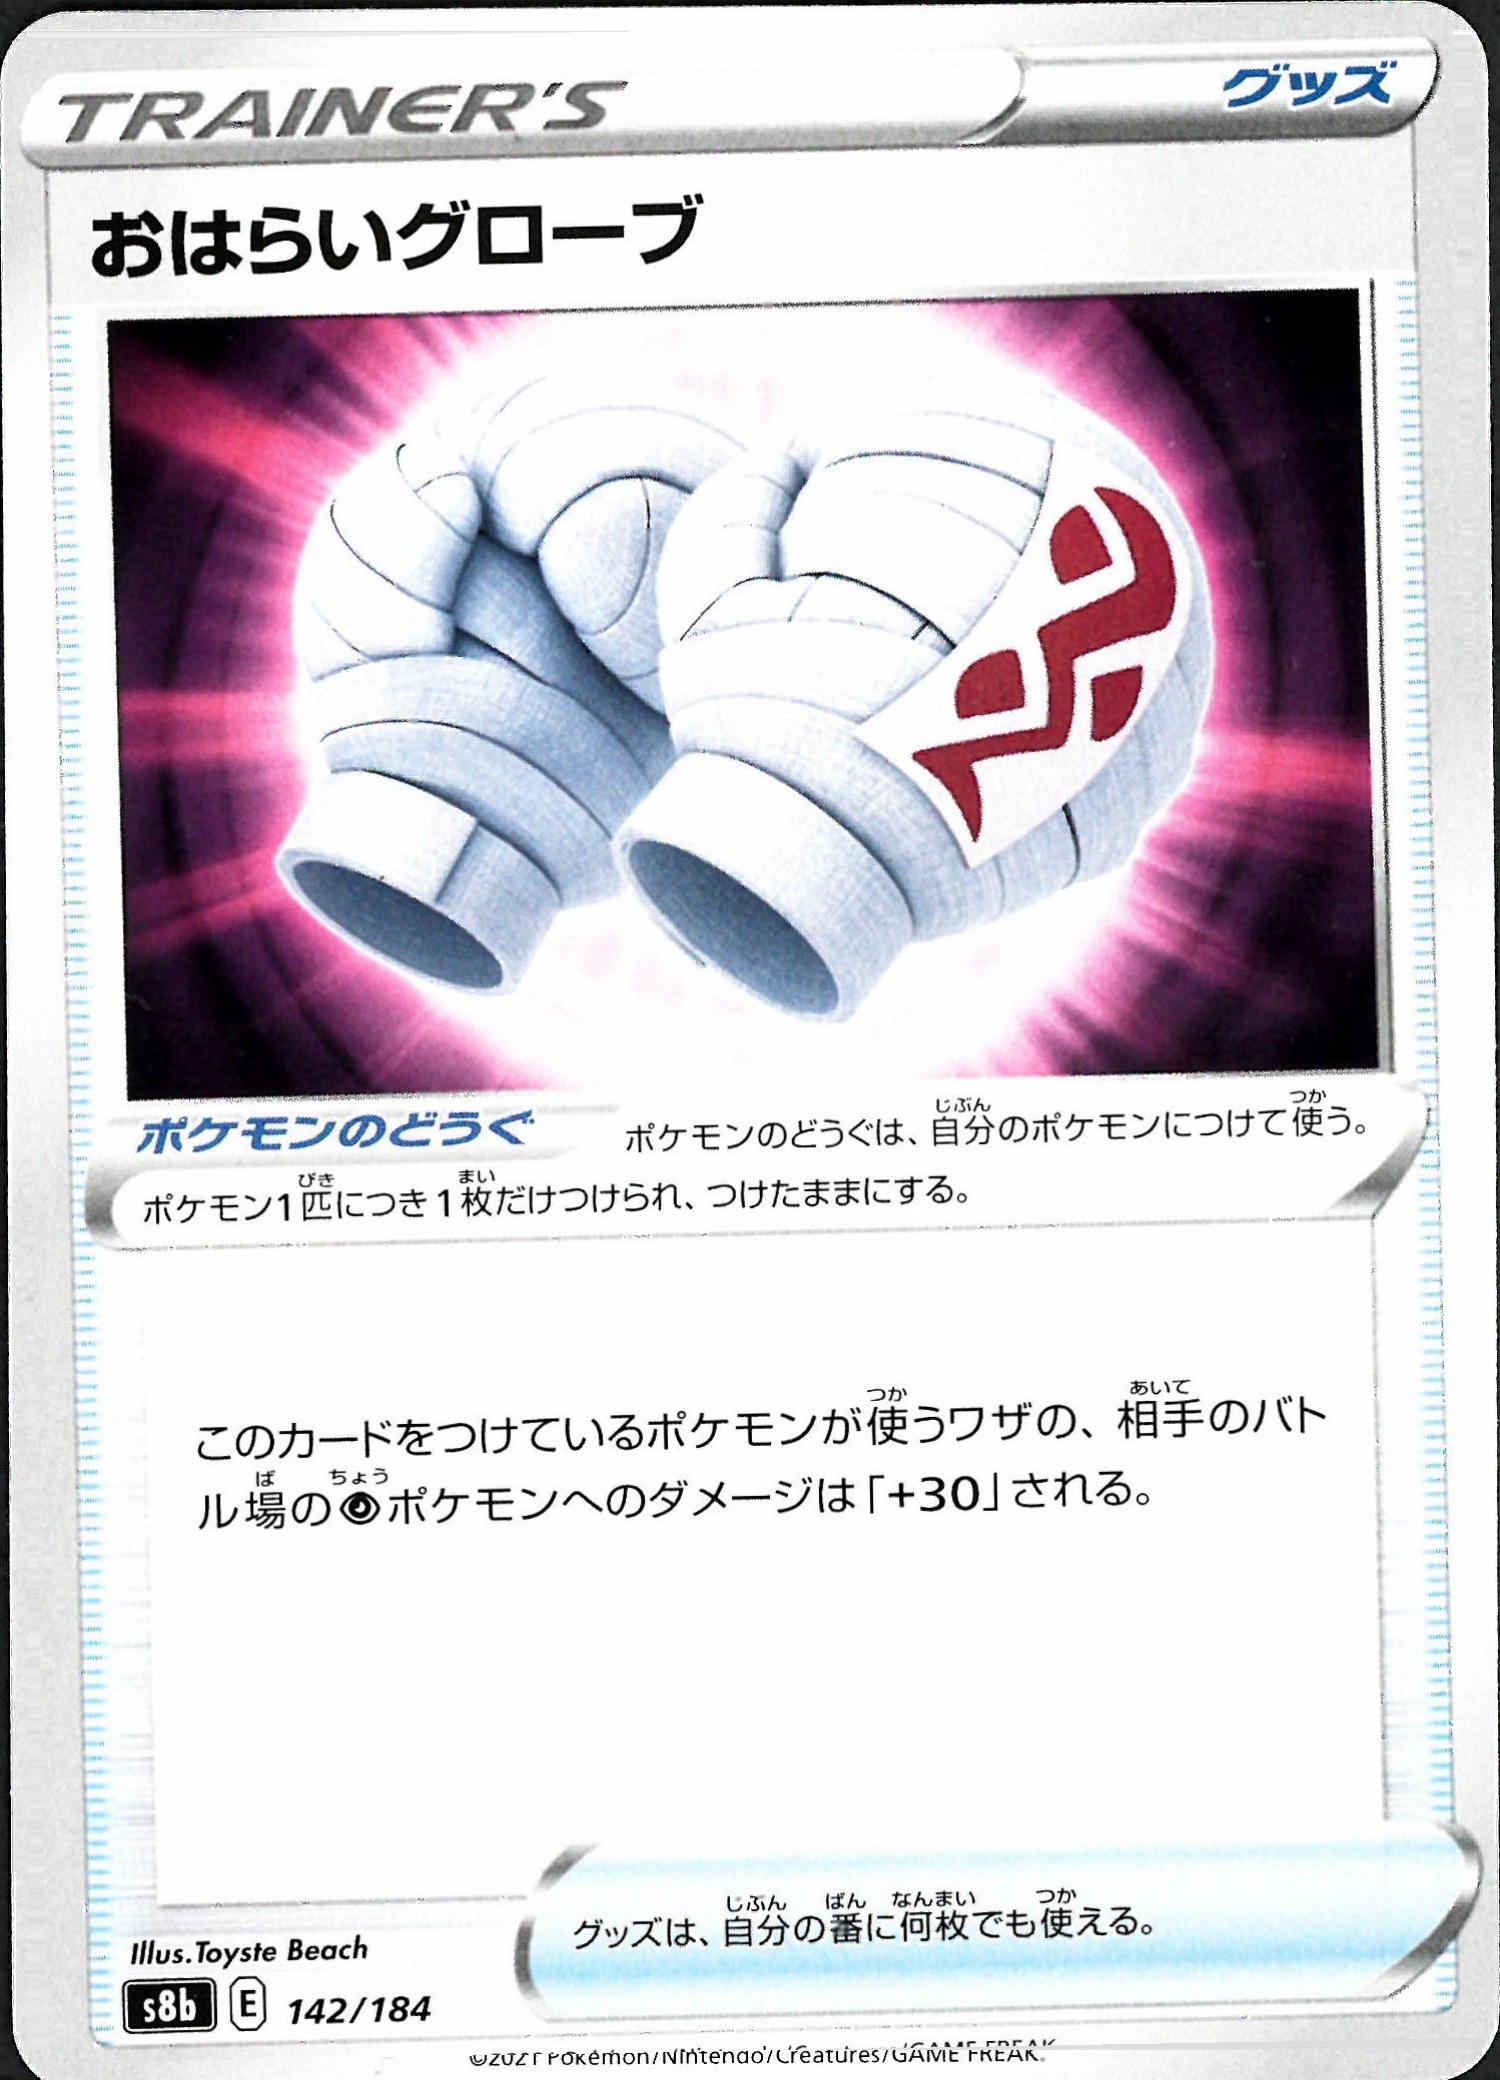 TRAINER'S
グッズ
おはらいグローブ
ポケモンのどうぐ
ポケモンのどうぐは、自分のポケモンにつけて使う。
ポケモン1匹につき1枚だけつけられ、つけたままにする。
このカードをつけているポケモンが使うワザの、相手のバト
ル場のポケモンへのダメージは「+30」される。
グッズは、自分の番に何枚でも使える。
Illus.Toyste Beach
s8b E 142/184
©2021 Pokémon/Nintendo/Creatures/GAME FREAK.